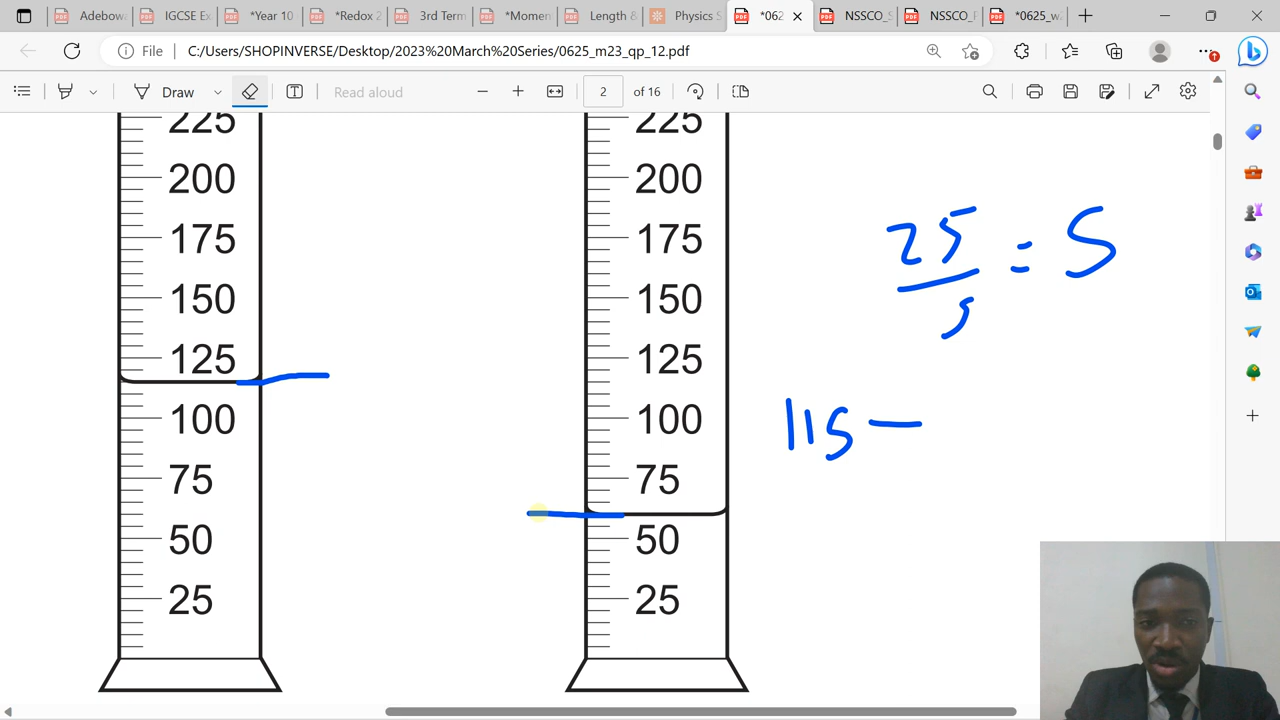 Adebowa
IGCSE Ex
*Year 10
*Redox 2
3rd Term
*Momen
Length &
Physics S
*062
NSSCO_S
NSSCO_P
*0625_w
File
C:/Users/SHOPINVERSE/Desktop/2023%20March%20Series/0625_m23_qp_12.pdf
Draw
Read aloud
2
of 16
225
200
175
150
125
100
75
50
25
225
200
175
150
125
100
75
50
25
25
5
= 5
115 —